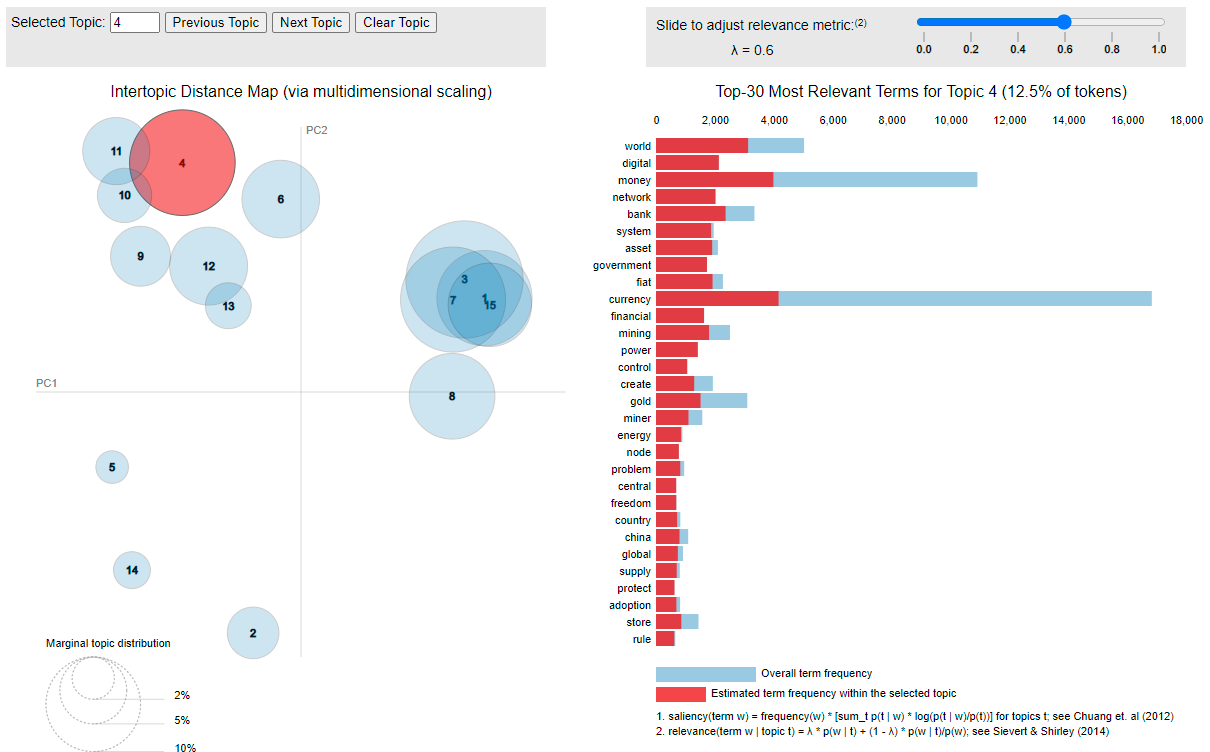 Selected Topic: 4 Previous Topic Next Topic Clear Topic
Slide to adjust relevance metric:(2)
λ = 0.6
0.0 0.2 0.4 0.6 0.8 1.0
Intertopic Distance Map (via multidimensional scaling)
PC2
PC1
11
4
10
6
9
12
13
3
7
1
15
8
5
14
2
Marginal topic distribution
2%
5%
10%
Top-30 Most Relevant Terms for Topic 4 (12.5% of tokens)
0 2,000 4,000 6,000 8,000 10,000 12,000 14,000 16,000 18,000
world
digital
money
network
bank
system
asset
government
fiat
currency
financial
mining
power
control
create
gold
miner
energy
node
problem
central
freedom
country
china
global
supply
protect
adoption
store
rule
Overall term frequency
Estimated term frequency within the selected topic
1. saliency(term w) = frequency(w) * [sum_t p(t | w) * log(p(t | w)/p(t))] for topics t; see Chuang et. al (2012)
2. relevance(term w | topic t) = λ * p(w | t) + (1 - λ) * p(w | t)/p(w); see Sievert & Shirley (2014)